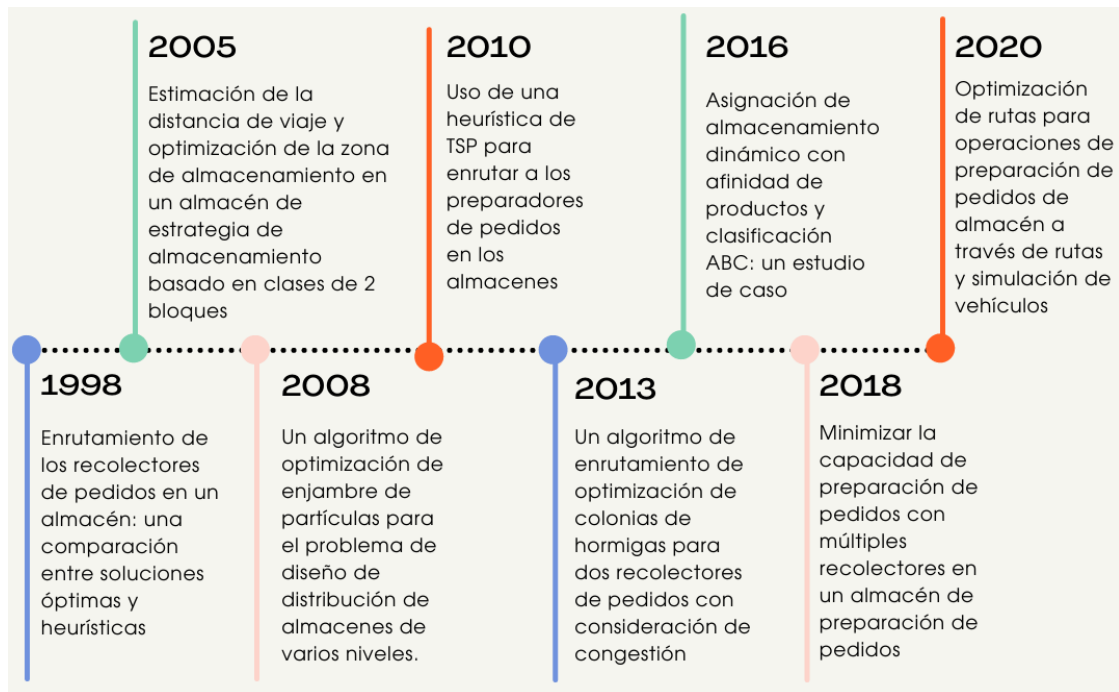 2005
Estimación de la
distancia de viaje y
optimización de la zona
de almacenamiento en
un almacén de
estrategia de
almacenamiento
basado en clases de 2
bloques
2010
Uso de una
heurística de
TSP para
enrutar a los
preparadores
de pedidos
en los
almacenes
2016
Asignación de
almacenamiento
dinámico con
afinidad de
productos y
clasificación
ABC: un estudio
de caso
2020
Optimización
de rutas para
operaciones de
preparación de
pedidos de
almacén a
través de rutas
y simulación de
vehículos
1998
Enrutamiento de
los recolectores
de pedidos en un
almacén: una
comparación
entre soluciones
óptimas y
heurísticas
2008
Un algoritmo de
optimización de
enjambre de
partículas para
el problema de
diseño de
distribución de
almacenes de
varios niveles.
2013
Un algoritmo de
enrutamiento de
optimización de
colonias de
hormigas para
dos recolectores
de pedidos con
consideración de
congestión
2018
Minimizar la
capacidad de
preparación de
pedidos con
múltiples
recolectores en
un almacén de
preparación de
pedidos